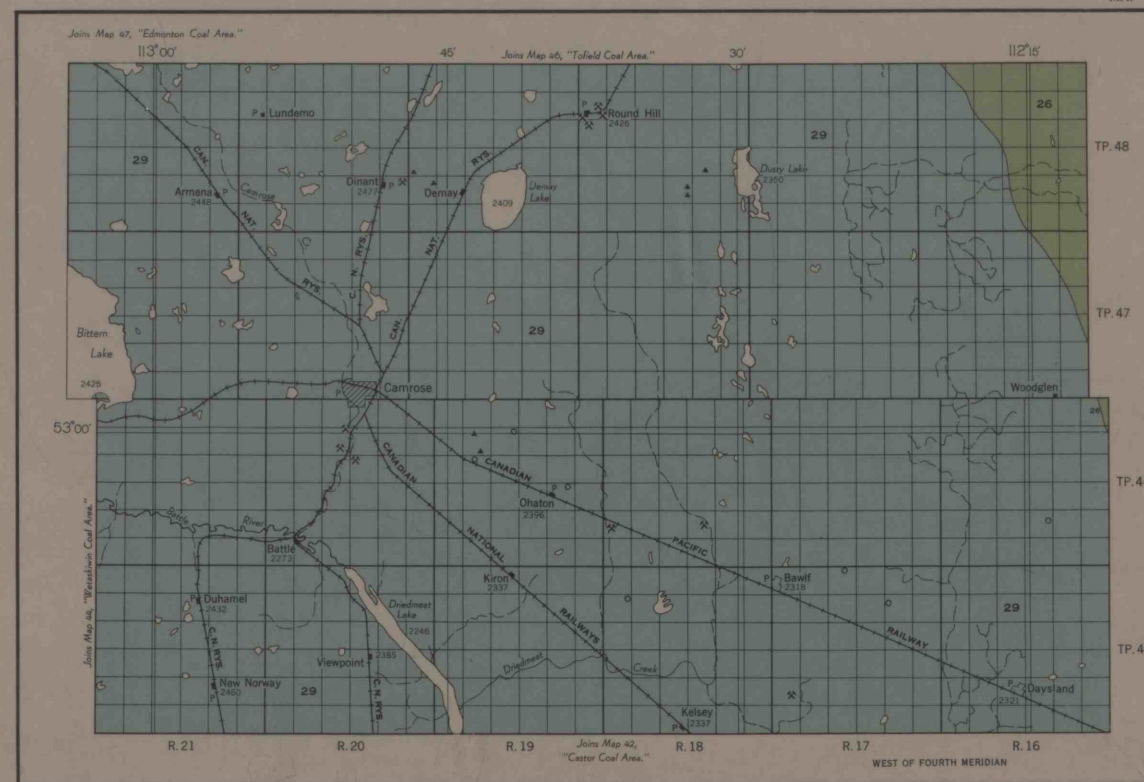 Joins Map 47, "Edmonton Coal Area."
113°00'
45'
Joins Map 46, "Tofield Coal Area."
30'
112°15'
26
P Lundemo
P
Round Hill
2426
29
29
TP. 48
CAN.
RYS.
Dusty Lake
2350
Armena P
2448
Camrose
Dinant
2477 P
Demay
2409
Demay
Lake
NAT.
C. N. RYS.
NAT.
RYS.
CAN.
29
TP. 47
Bittern
Lake
2425
P
Camrose
Woodglen
53°00'
26
CANADIAN
CANADIAN
TP. 4
Ohaton
2396
Battle
River
NATIONAL
PACIFIC
Battle
2273
Kiron
2337
P Bawlf
2318
Joins Map 44, "Wetaskiwin Coal Area."
P Duhamel
2432
Driedmeet
Lake
2246
29
C. N. RYS.
RAILWAYS
RAILWAY
TP. 4
Viewpoint
2385
Driedmeet
Creek
New Norway
P 2460
29
C. N. RYS.
P Daysland
2321
Kelsey
P 2337
R. 21
R. 20
R. 19
Joins Map 42,
"Castor Coal Area."
R. 18
R. 17
R. 16
WEST OF FOURTH MERIDIAN